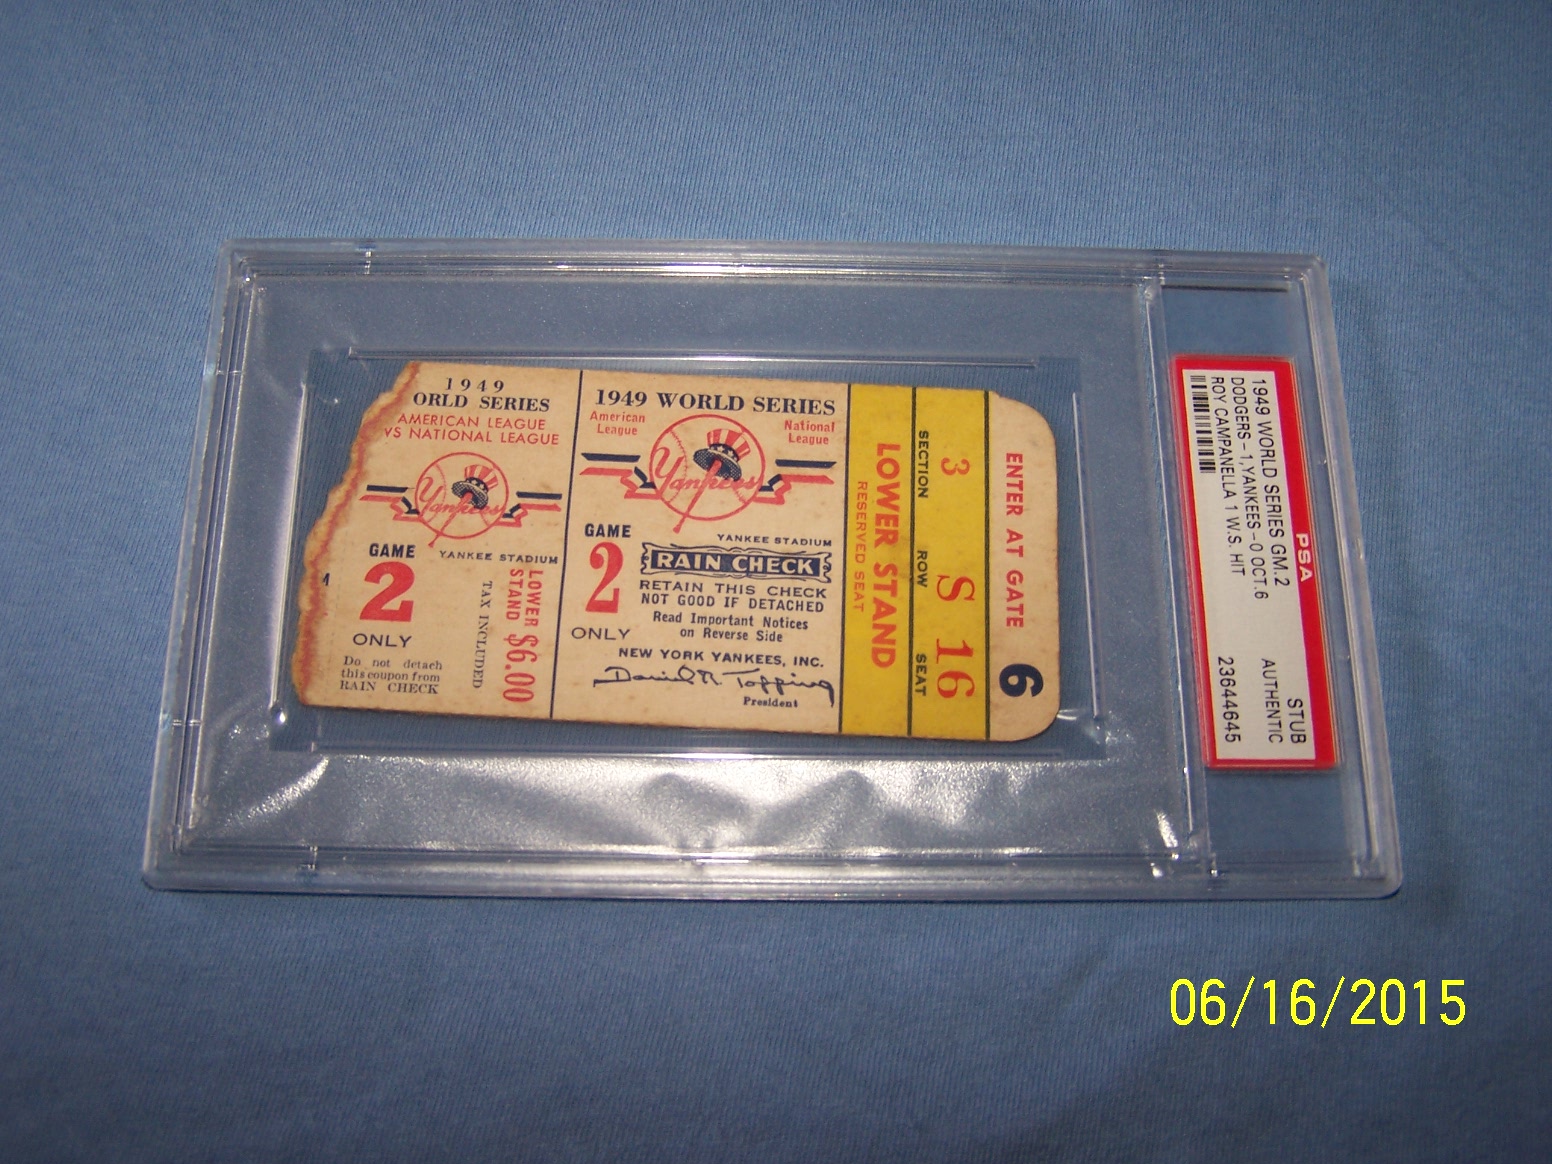 1949
ORLD SERIES
AMERICAN LEAGUE
VS NATIONAL LEAGUE
Yankees
GAME
2
ONLY
YANKEE STADIUM
Do not detach
this coupon from
RAIN CHECK
LOWER
STAND $6.00
TAX INCLUDED
1949 WORLD SERIES
American
League
National
League
Yankees
GAME
2
ONLY
YANKEE STADIUM
RAIN CHECK
RETAIN THIS CHECK
NOT GOOD IF DETACHED
Read Important Notices
on Reverse Side
NEW YORK YANKEES, INC.
Daniel R. Topping
President
LOWER STAND
RESERVED SEAT
SECTION ROW SEAT
3 S 16
ENTER AT GATE 6
PSA
1949 WORLD SERIES GM.2 STUB
DODGERS-1,YANKEES-0 OCT.6 AUTHENTIC
ROY CAMPANELLA 1 W.S. HIT 23644645
06/16/2015